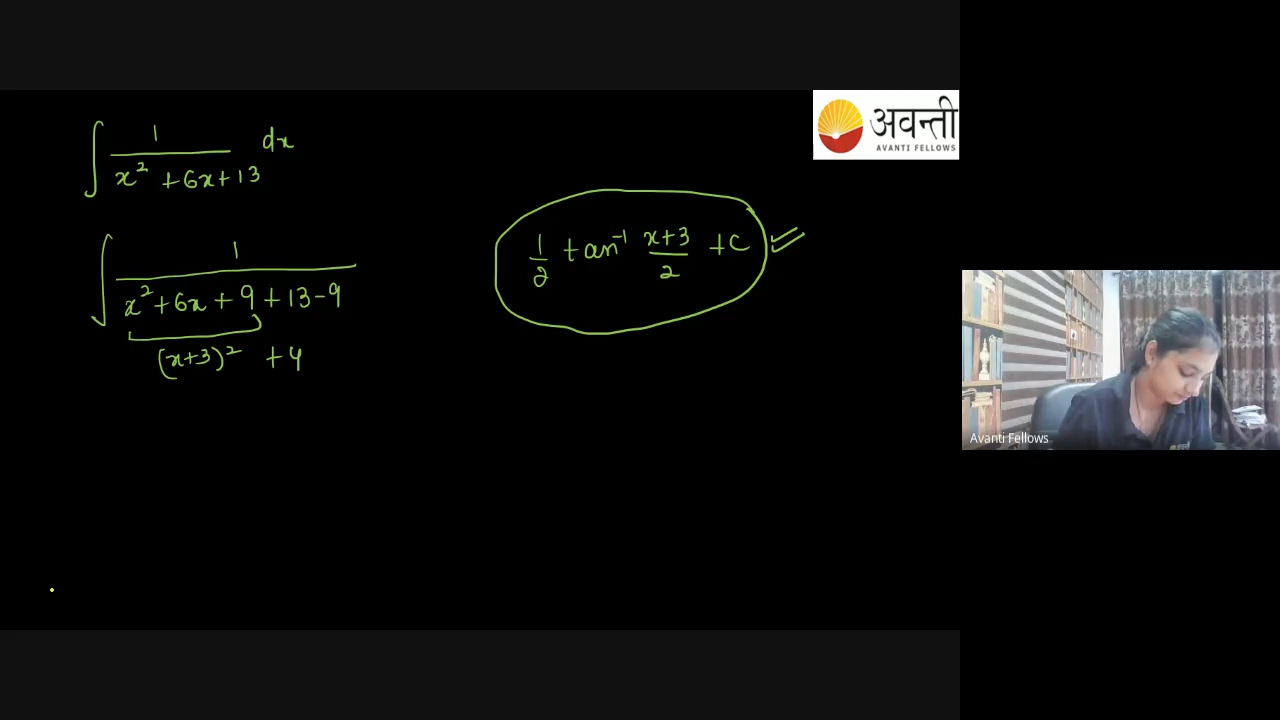 ∫ 1/(x² + 6x + 13) dx
∫ 1/(x² + 6x + 9 + 13 - 9)
(x+3)² + 4
1/2 tan⁻¹ (x+3)/2 + C
अवन्ती
AVANTI FELLOWS
Avanti Fellows